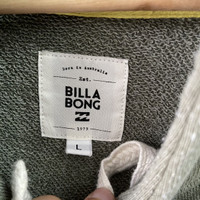 born in Australia
Est.
BILLA
BONG
1973
L